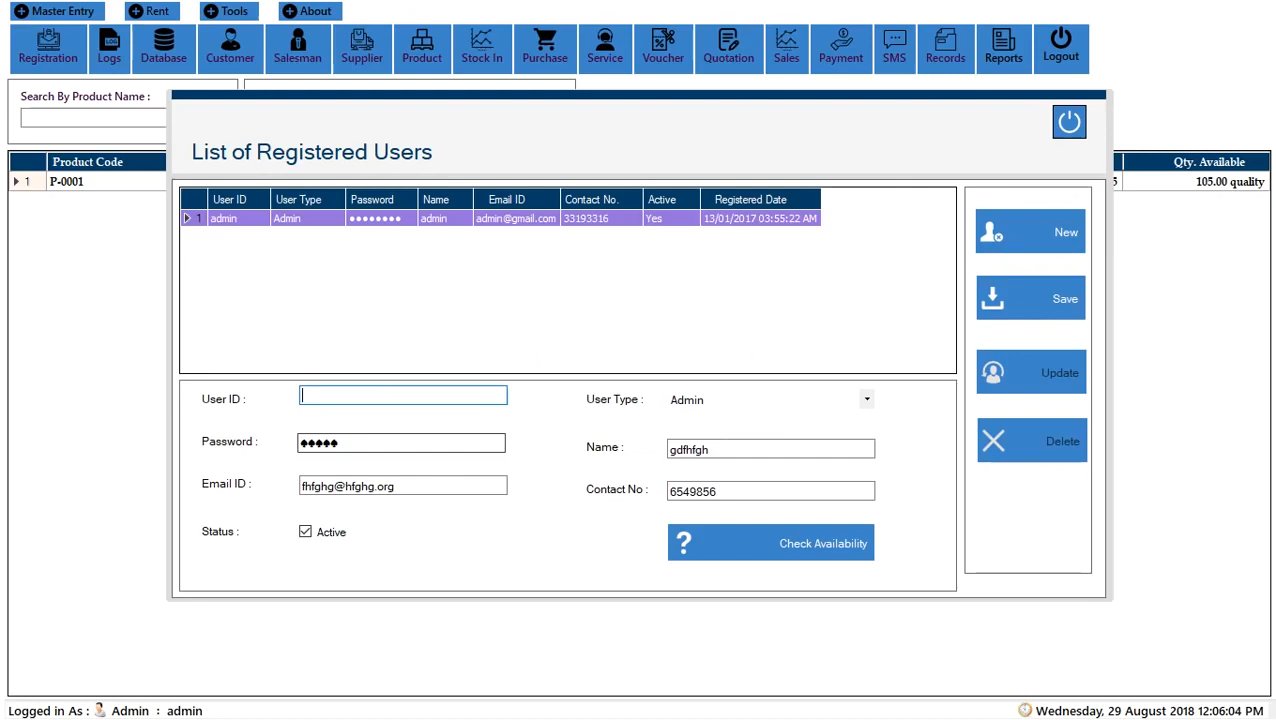 Master Entry Rent Tools About
Registration Logs Database Customer Salesman Supplier Product Stock In Purchase Service Voucher Quotation Sales Payment SMS Records Reports Logout
Search By Product Name :
List of Registered Users
Product Code Qty. Available
1 P-0001 5 105.00 quality
User ID User Type Password Name Email ID Contact No. Active Registered Date
1 admin Admin ●●●●●●●● admin admin@gmail.com 33193316 Yes 13/01/2017 03:55:22 AM
New
Save
Update
Delete
User ID :
User Type : Admin
Password : ♠♠♠♠♠
Name : gdfhfgh
Email ID : fhfghg@hfghg.org
Contact No : 6549856
Status : Active
? Check Availability
Logged in As : Admin : admin
Wednesday, 29 August 2018 12:06:04 PM